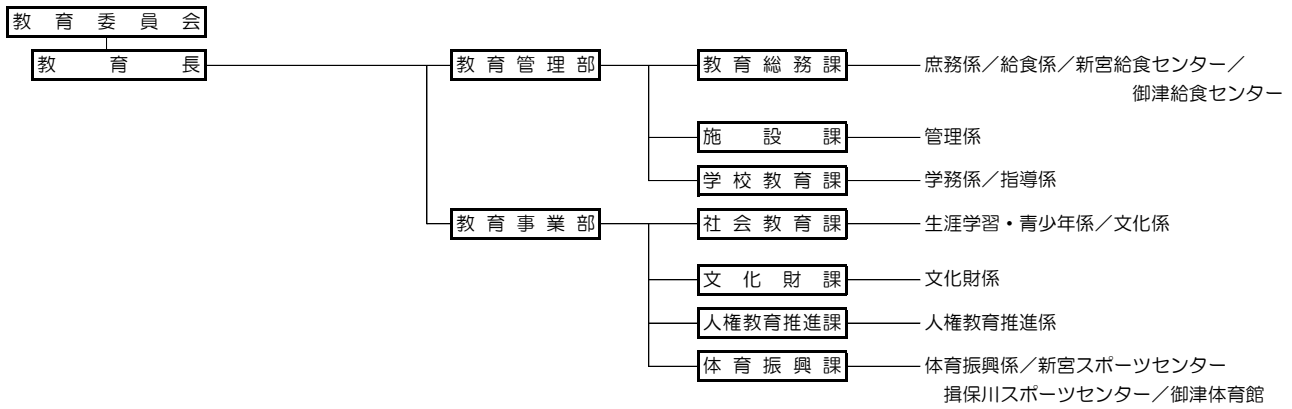 教育委員会
教育長 教育管理部 教育総務課 庶務係／給食係／新宮給食センター／
御津給食センター
施設課 管理係
学校教育課 学務係／指導係
教育事業部 社会教育課 生涯学習・青少年係／文化係
文化財課 文化財係
人権教育推進課 人権教育推進係
体育振興課 体育振興係／新宮スポーツセンター
揖保川スポーツセンター／御津体育館